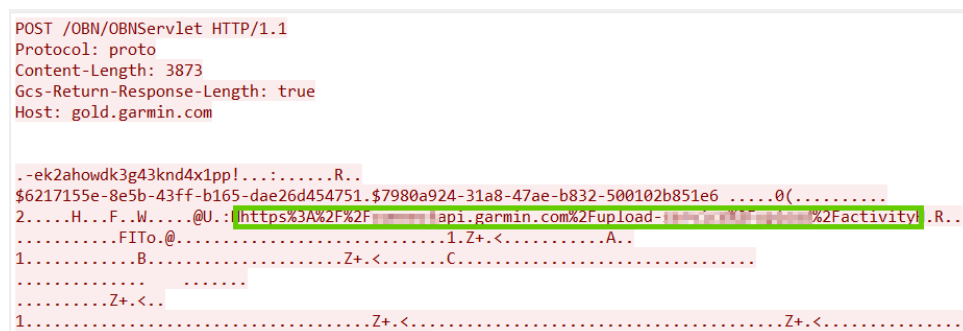 POST /OBN/OBNServlet HTTP/1.1
Protocol: proto
Content-Length: 3873
Gcs-Return-Response-Length: true
Host: gold.garmin.com
.-ek2ahowdk3g43knd4x1pp!...:......R..
$6217155e-8e5b-43ff-b165-dae26d454751.$7980a924-31a8-47ae-b832-500102b851e6 .....0(..........
2.....H...F..W.....@U.:Hhttps%3A%2F%2F api.garmin.com%2Fupload- %2Factivity .R..
...........FITo.@...........................1.Z+.<...........A..
1............B.....................Z+.<.......C..............................
.............. .......
..........Z+.<..
1..................................Z+.<.....................................Z+.<..............